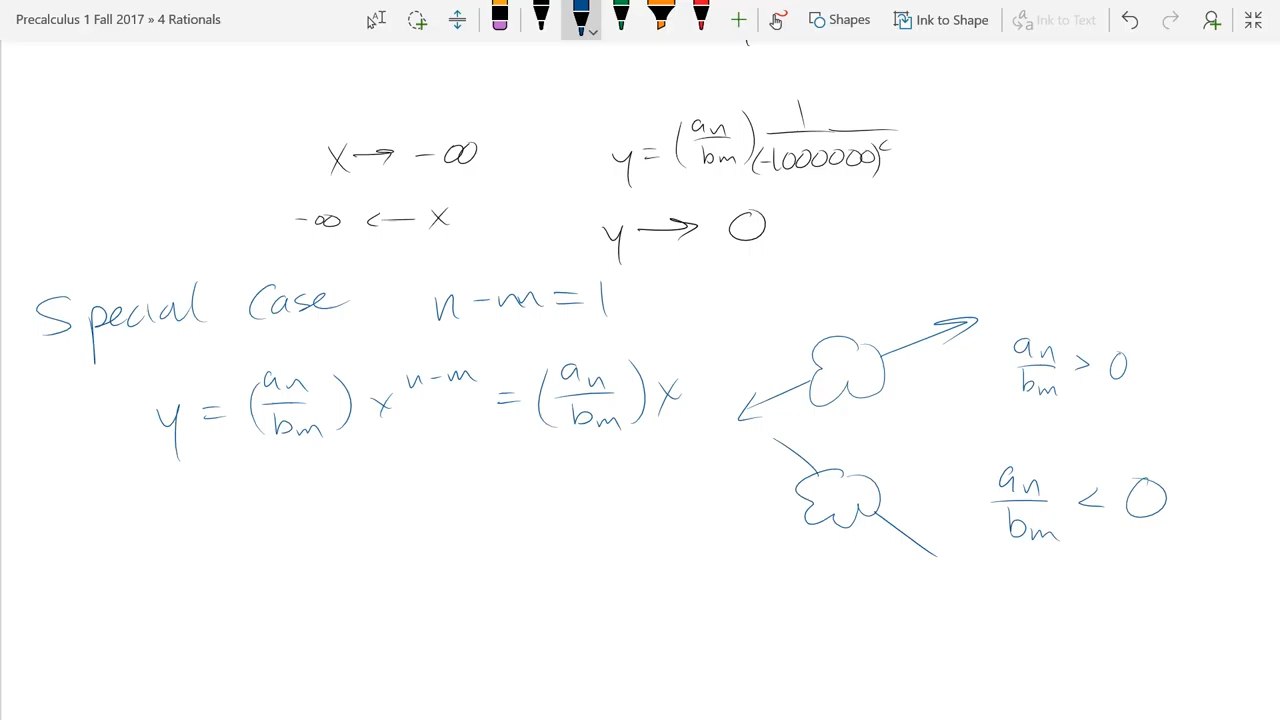 Precalculus 1 Fall 2017 » 4 Rationals
Shapes
Ink to Shape
Ink to Text
x → -∞ y = (an/bm) 1/(-1000000)^c
-∞ ← x y → 0
Special Case n-m=1
y = (an/bm) x^(n-m) = (an/bm) x
an/bm > 0
an/bm < 0